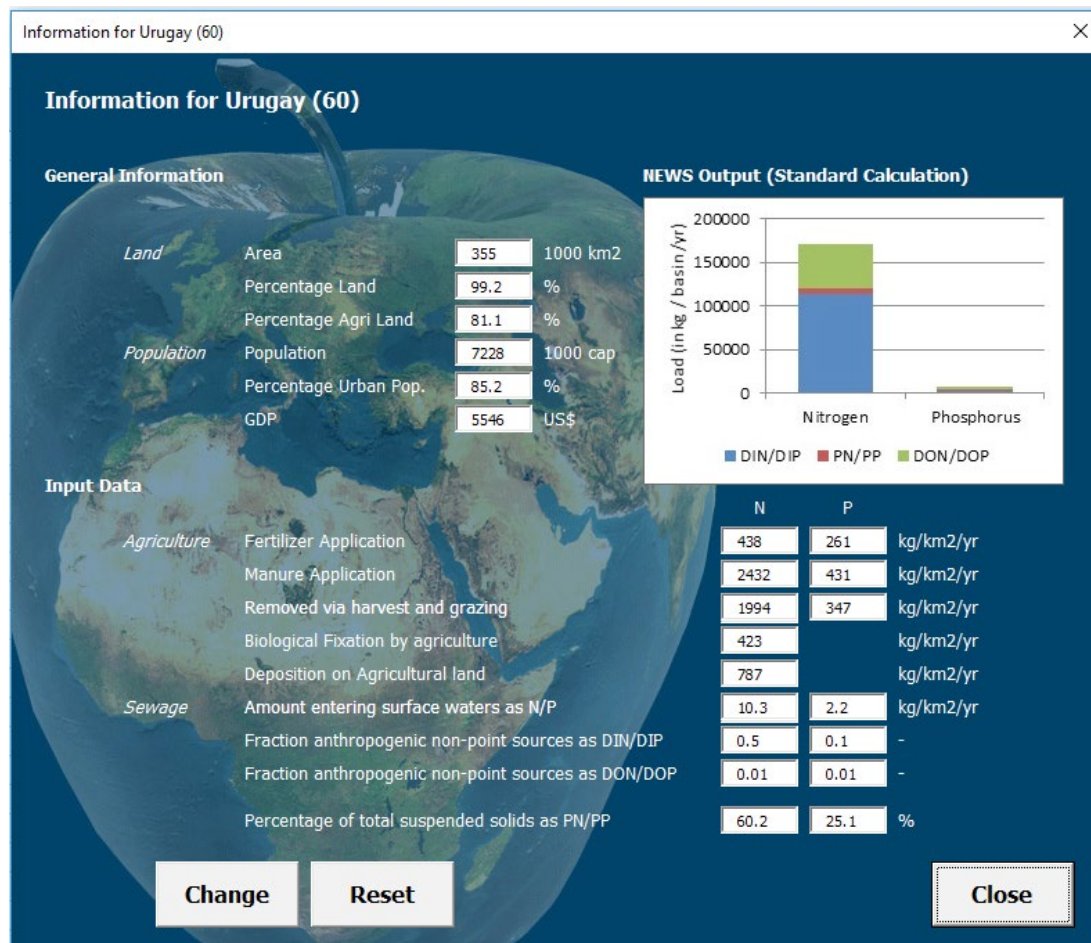 Information for Urugay (60)
Information for Urugay (60)
General Information
Land Area 355 1000 km2
Percentage Land 99.2 %
Percentage Agri Land 81.1 %
Population Population 7228 1000 cap
Percentage Urban Pop. 85.2 %
GDP 5546 US$
NEWS Output (Standard Calculation)
Load (in kg / basin /yr)
200000
150000
100000
50000
0
Nitrogen Phosphorus
DIN/DIP PN/PP DON/DOP
Input Data
N P
Agriculture Fertilizer Application 438 261 kg/km2/yr
Manure Application 2432 431 kg/km2/yr
Removed via harvest and grazing 1994 347 kg/km2/yr
Biological Fixation by agriculture 423 kg/km2/yr
Deposition on Agricultural land 787 kg/km2/yr
Sewage Amount entering surface waters as N/P 10.3 2.2 kg/km2/yr
Fraction anthropogenic non-point sources as DIN/DIP 0.5 0.1 -
Fraction anthropogenic non-point sources as DON/DOP 0.01 0.01 -
Percentage of total suspended solids as PN/PP 60.2 25.1 %
Change Reset Close